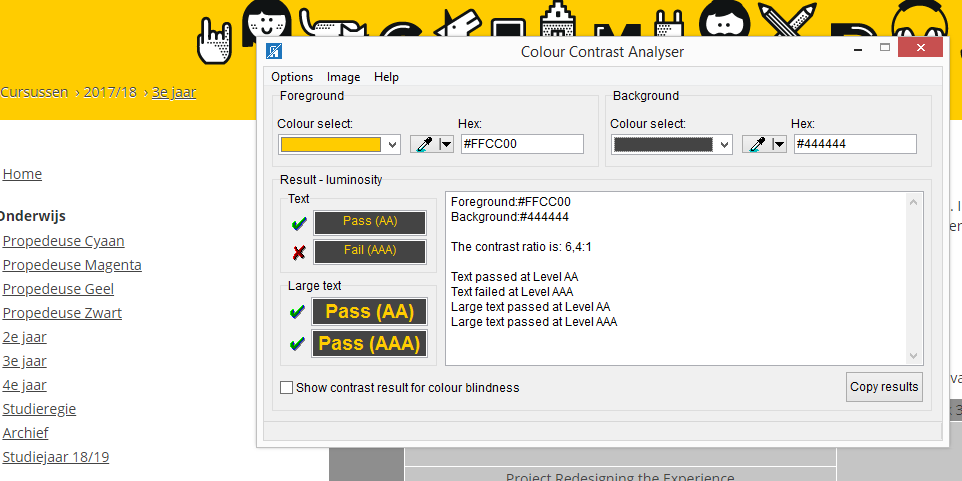 Colour Contrast Analyser
Options Image Help
Cursussen › 2017/18 › 3e jaar
Foreground
Colour select: Hex:
#FFCC00
Background
Colour select: Hex:
#444444
Home
Onderwijs
Propedeuse Cyaan
Propedeuse Magenta
Propedeuse Geel
Propedeuse Zwart
2e jaar
3e jaar
4e jaar
Studieregie
Archief
Studiejaar 18/19
Result - luminosity
Text
Pass (AA)
Fail (AAA)
Large text
Pass (AA)
Pass (AAA)
Foreground:#FFCC00
Background:#444444
The contrast ratio is: 6,4:1
Text passed at Level AA
Text failed at Level AAA
Large text passed at Level AA
Large text passed at Level AAA
Show contrast result for colour blindness
Copy results
Project Redesigning the Experience